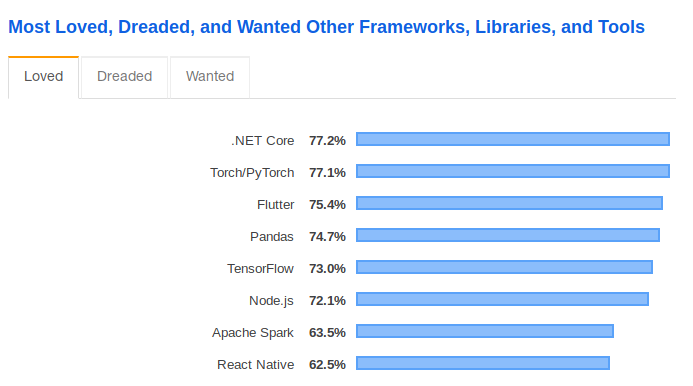 Most Loved, Dreaded, and Wanted Other Frameworks, Libraries, and Tools
Loved Dreaded Wanted
.NET Core 77.2%
Torch/PyTorch 77.1%
Flutter 75.4%
Pandas 74.7%
TensorFlow 73.0%
Node.js 72.1%
Apache Spark 63.5%
React Native 62.5%